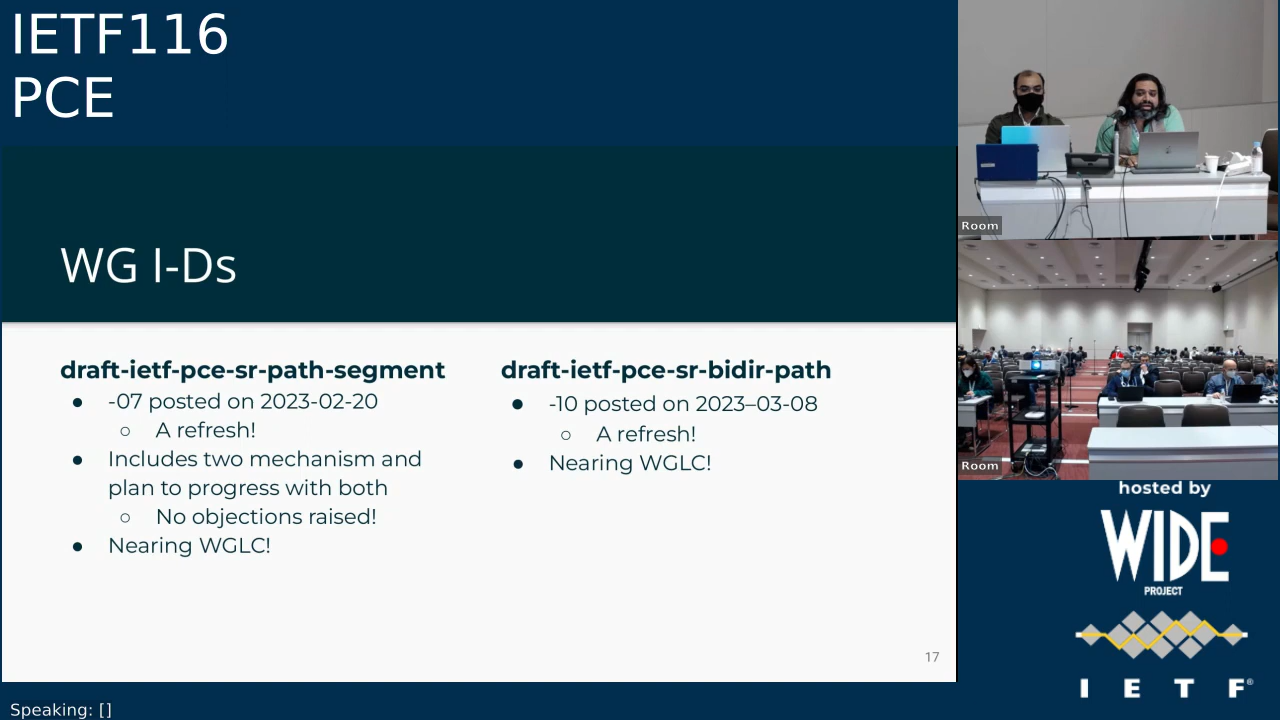 IETF116
PCE
WG I-Ds
draft-ietf-pce-sr-path-segment
● -07 posted on 2023-02-20
○ A refresh!
● Includes two mechanism and
plan to progress with both
○ No objections raised!
● Nearing WGLC!
draft-ietf-pce-sr-bidir-path
● -10 posted on 2023–03-08
○ A refresh!
● Nearing WGLC!
17
Room
Room
hosted by
WIDE
PROJECT
I E T F®
Speaking: []